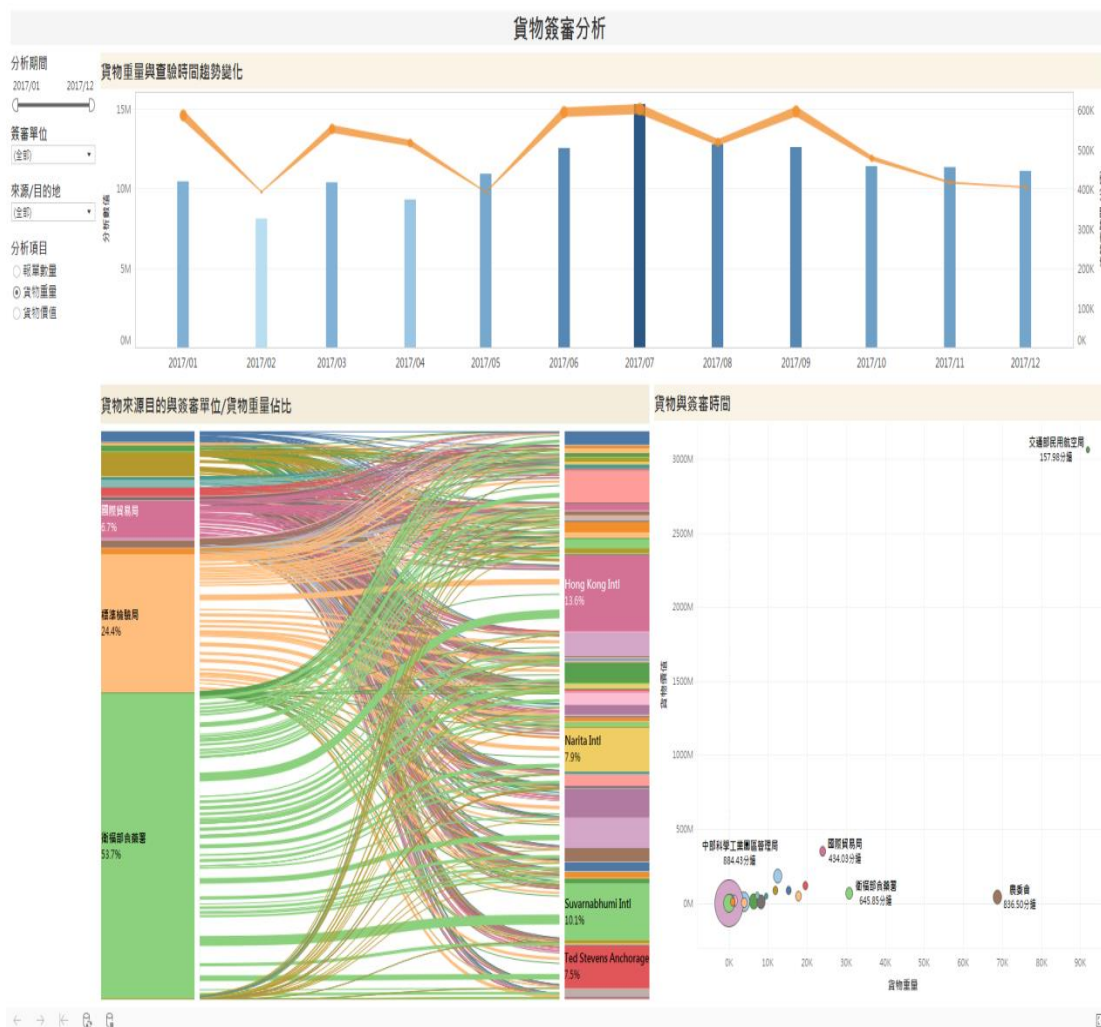 貨物簽審分析
分析期間
2017/01 2017/12
簽審單位
(全部)
來源/目的地
(全部)
分析項目
報單數量
貨物重量
貨物價值
貨物重量與查驗時間趨勢變化
15M
10M
5M
0M
分析數值
600K
500K
400K
300K
200K
100K
0K
2017/01 2017/02 2017/03 2017/04 2017/05 2017/06 2017/07 2017/08 2017/09 2017/10 2017/11 2017/12
貨物來源目的與簽審單位/貨物重量佔比
國際貿易局
6.7%
標準檢驗局
24.4%
衛福部食藥署
53.7%
Hong Kong Intl
13.6%
Narita Intl
7.9%
Suvarnabhumi Intl
10.1%
Ted Stevens Anchorage
7.5%
貨物與簽審時間
交通部民用航空局
157.98分鐘
3000M
2500M
2000M
1500M
1000M
500M
0M
貨物價值
中部科學工業園區管理局
884.43分鐘
國際貿易局
434.03分鐘
衛福部食藥署
645.85分鐘
農委會
836.50分鐘
0K 10K 20K 30K 40K 50K 60K 70K 80K 90K
貨物重量